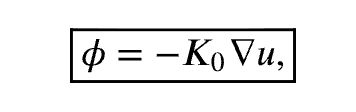 ϕ = −K₀ ∇u,